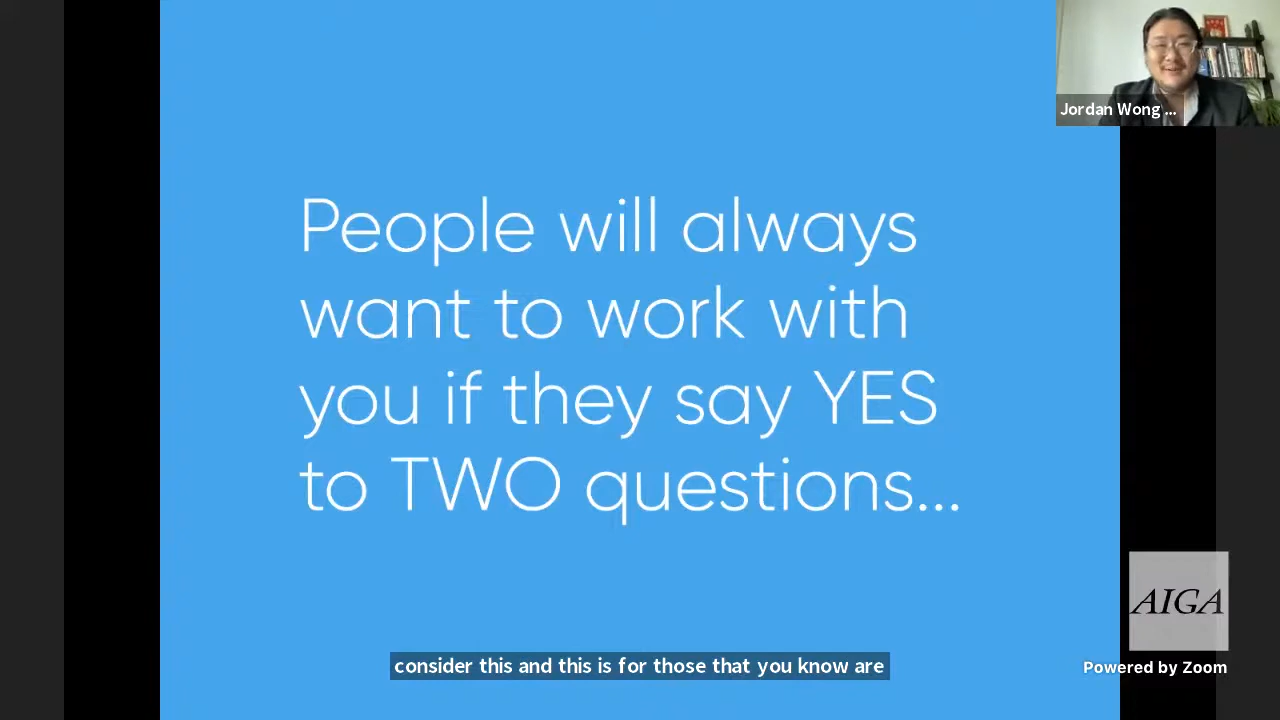 Jordan Wong ...
People will always
want to work with
you if they say YES
to TWO questions...
AIGA
consider this and this is for those that you know are
Powered by Zoom